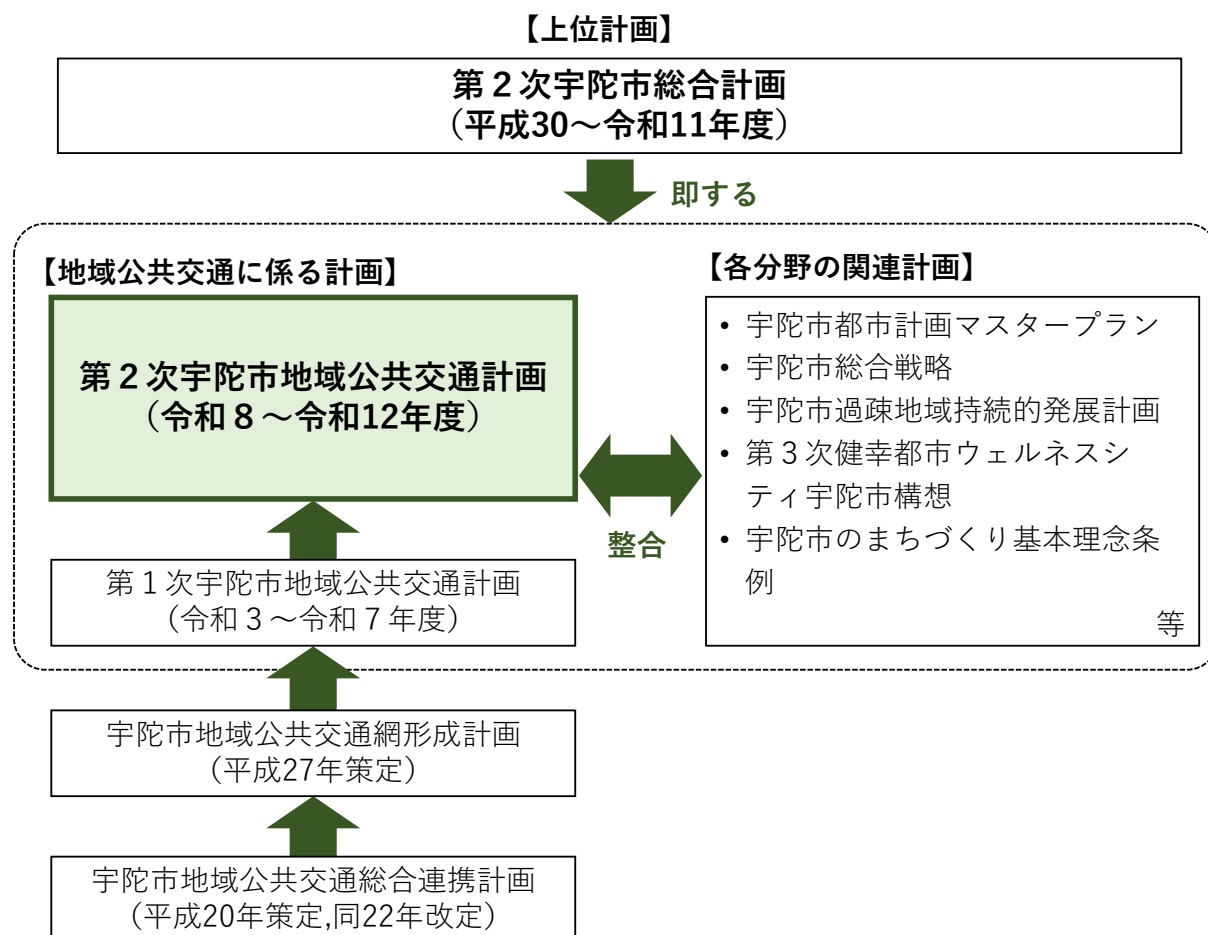 【上位計画】
第２次宇陀市総合計画
（平成30～令和11年度）
即する
【地域公共交通に係る計画】
第２次宇陀市地域公共交通計画
（令和８～令和12年度）
第１次宇陀市地域公共交通計画
（令和３～令和７年度）
宇陀市地域公共交通網形成計画
（平成27年策定）
宇陀市地域公共交通総合連携計画
（平成20年策定,同22年改定）
整合
【各分野の関連計画】
• 宇陀市都市計画マスタープラン
• 宇陀市総合戦略
• 宇陀市過疎地域持続的発展計画
• 第３次健幸都市ウェルネスシ
ティ宇陀市構想
• 宇陀市のまちづくり基本理念条
例
等